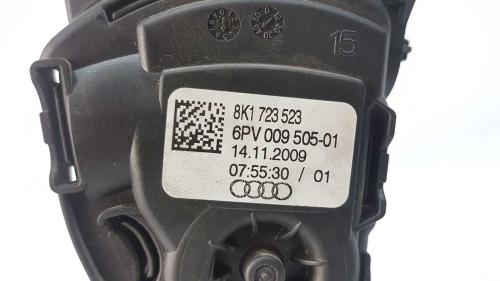 15
8K1 723 523
6PV 009 505-01
14.11.2009
07:55:30 / 01